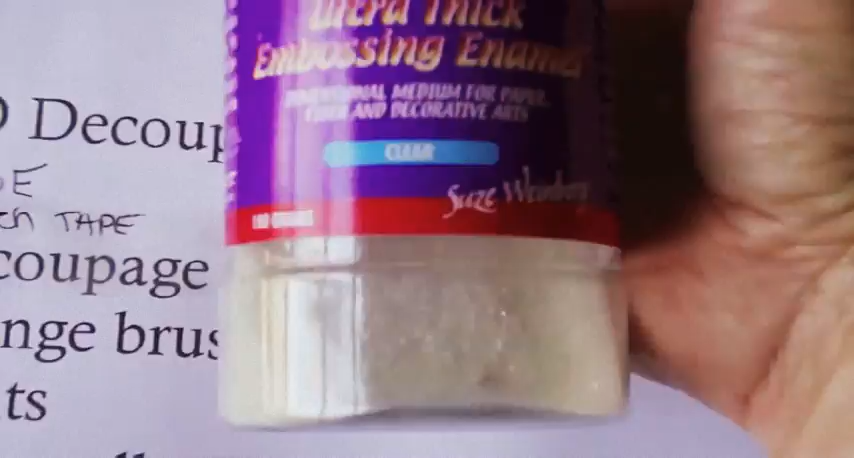 Ultra Thick
Embossing Enamel
DIMENSIONAL MEDIUM FOR PAPER,
AND DECORATIVE ARTS
CLEAR
Suze Weinberg
Decoup
TAPE
coupage
nge brus
ts